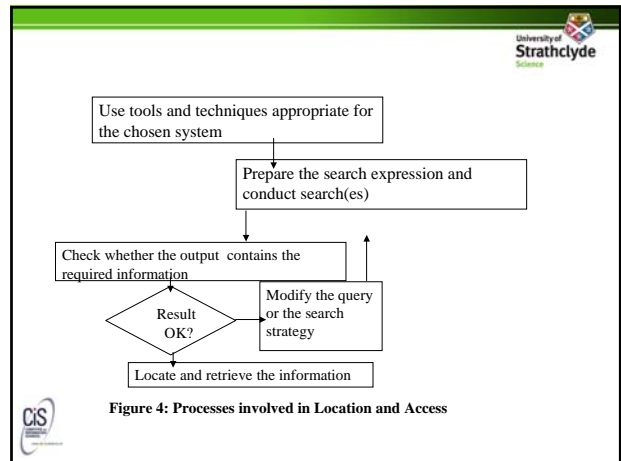 University of
Strathclyde
Science
Use tools and techniques appropriate for
the chosen system
Prepare the search expression and
conduct search(es)
Check whether the output contains the
required information
Result
OK?
Modify the query
or the search
strategy
Locate and retrieve the information
Figure 4: Processes involved in Location and Access
CiS